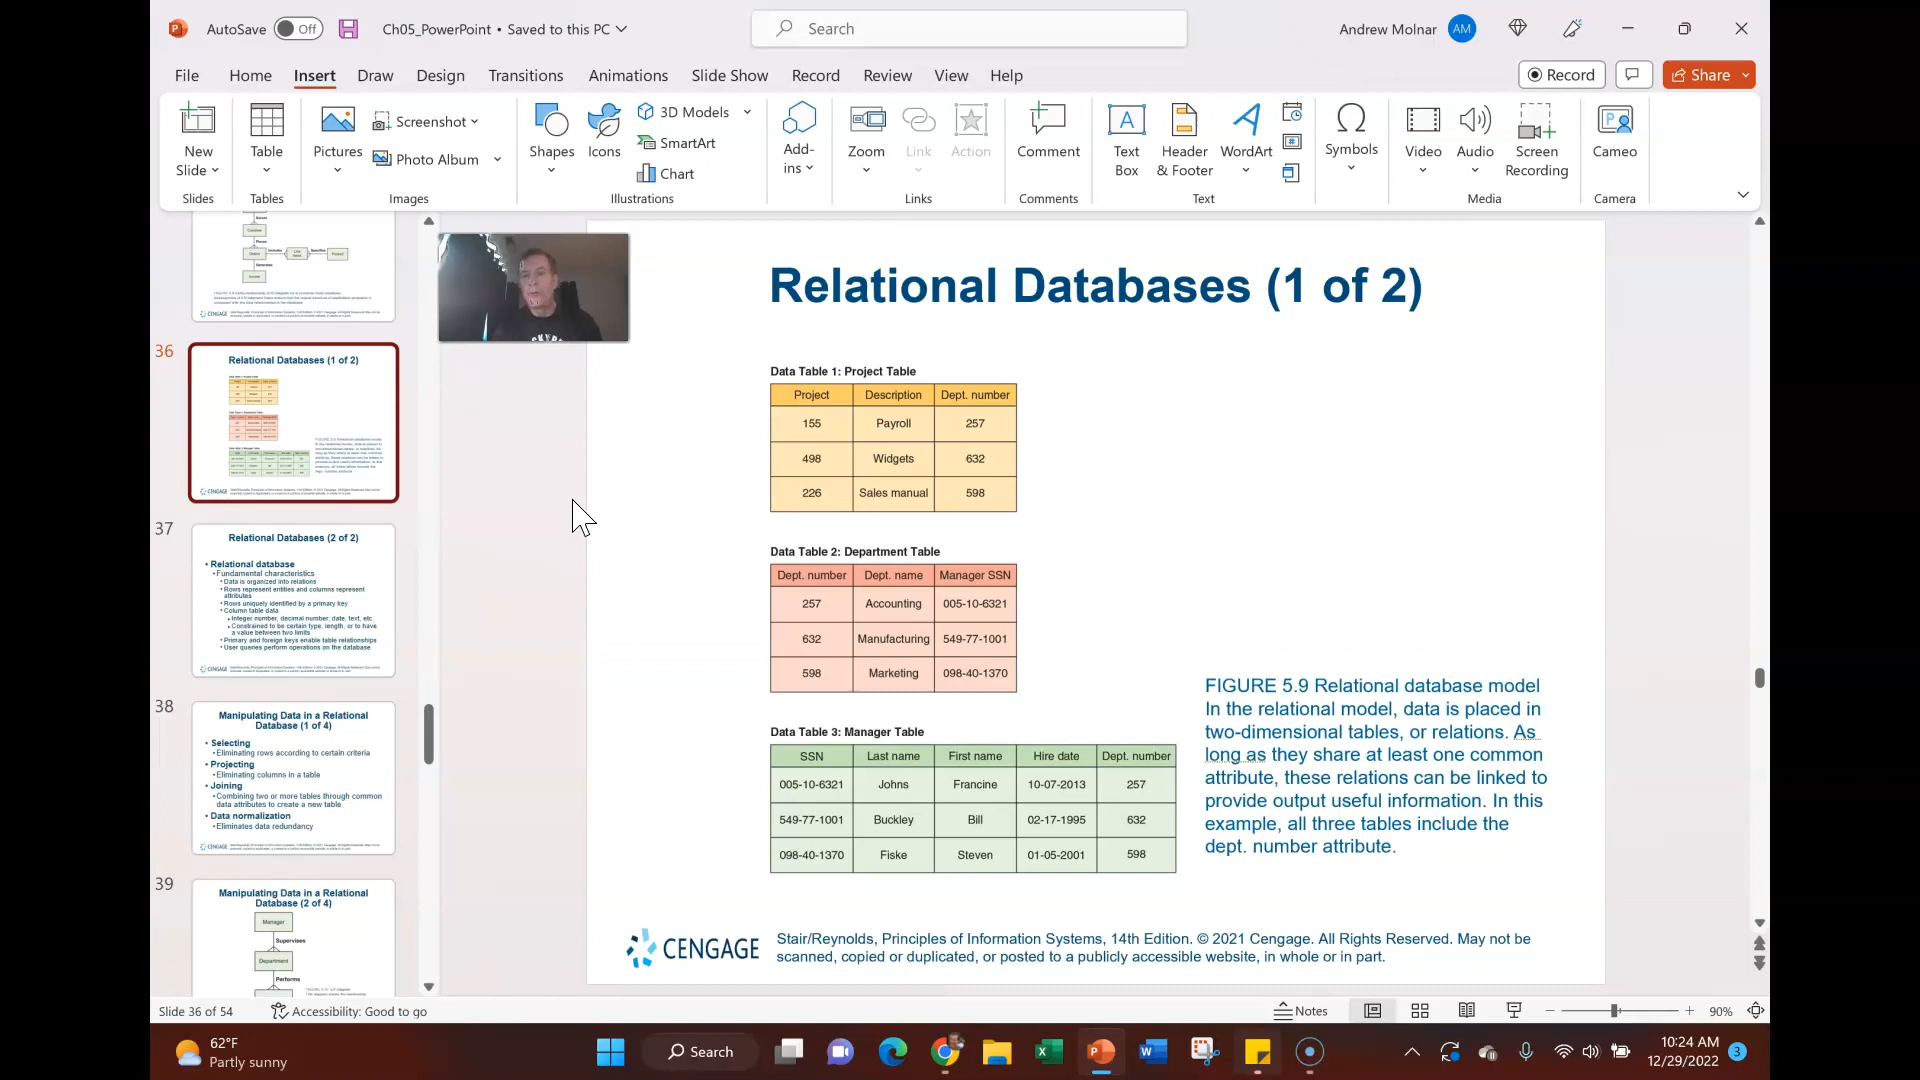 AutoSave Off Ch05_PowerPoint • Saved to this PC Search Andrew Molnar AM
File Home Insert Draw Design Transitions Animations Slide Show Record Review View Help Record Share
New Slide Table Pictures Screenshot Photo Album Shapes Icons 3D Models SmartArt Chart Add-ins Zoom Link Action Comment Text Box Header & Footer WordArt Symbols Video Audio Screen Recording Cameo
Slides Tables Images Illustrations Links Comments Text Media Camera
36
Relational Databases (1 of 2)
37
Relational Databases (2 of 2)
• Relational database
• Fundamental characteristics
• Data is organized into relations
• Rows represent entities and columns represent
attributes
• Rows uniquely identified by a primary key
• Column table data
• Integer number, decimal number, date, text, etc
• Constrained to be certain type, length, or to have
a value between two limits
• Primary and foreign keys enable table relationships
• User queries perform operations on the database
CENGAGE
38
Manipulating Data in a Relational
Database (1 of 4)
• Selecting
• Eliminating rows according to certain criteria
• Projecting
• Eliminating columns in a table
• Joining
• Combining two or more tables through common
data attributes to create a new table
• Data normalization
• Eliminates data redundancy
CENGAGE
39
Manipulating Data in a Relational
Database (2 of 4)
Manager
Supervises
Department
Performs
Relational Databases (1 of 2)
Data Table 1: Project Table
Project Description Dept. number
155 Payroll 257
498 Widgets 632
226 Sales manual 598
Data Table 2: Department Table
Dept. number Dept. name Manager SSN
257 Accounting 005-10-6321
632 Manufacturing 549-77-1001
598 Marketing 098-40-1370
Data Table 3: Manager Table
SSN Last name First name Hire date Dept. number
005-10-6321 Johns Francine 10-07-2013 257
549-77-1001 Buckley Bill 02-17-1995 632
098-40-1370 Fiske Steven 01-05-2001 598
FIGURE 5.9 Relational database model
In the relational model, data is placed in
two-dimensional tables, or relations. As
long as they share at least one common
attribute, these relations can be linked to
provide output useful information. In this
example, all three tables include the
dept. number attribute.
CENGAGE
Stair/Reynolds, Principles of Information Systems, 14th Edition. © 2021 Cengage. All Rights Reserved. May not be
scanned, copied or duplicated, or posted to a publicly accessible website, in whole or in part.
Slide 36 of 54 Accessibility: Good to go Notes 90%
62°F
Partly sunny
Search
10:24 AM
12/29/2022
3